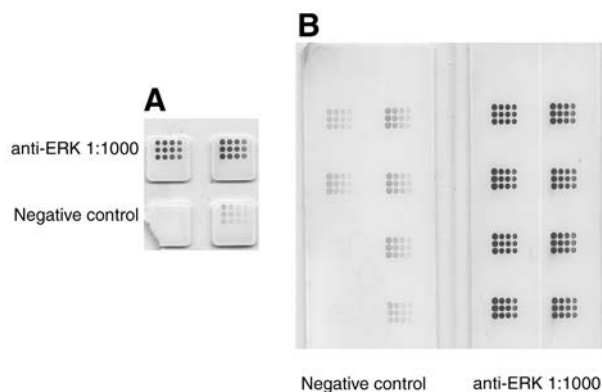 A
B
anti-ERK 1:1000
Negative control
Negative control
anti-ERK 1:1000